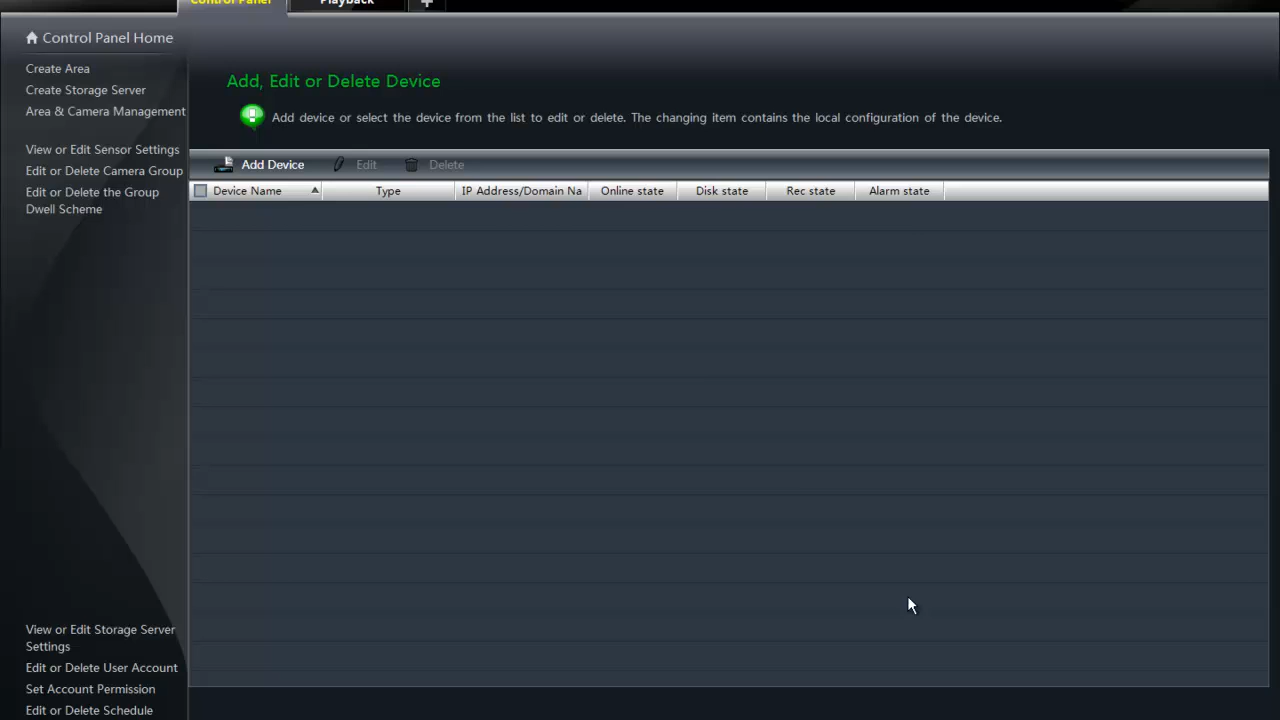 Control Panel
Playback
Control Panel Home
Create Area
Create Storage Server
Area & Camera Management
View or Edit Sensor Settings
Edit or Delete Camera Group
Edit or Delete the Group
Dwell Scheme
View or Edit Storage Server
Settings
Edit or Delete User Account
Set Account Permission
Edit or Delete Schedule
Add, Edit or Delete Device
Add device or select the device from the list to edit or delete. The changing item contains the local configuration of the device.
Add Device Edit Delete
Device Name Type IP Address/Domain Na Online state Disk state Rec state Alarm state